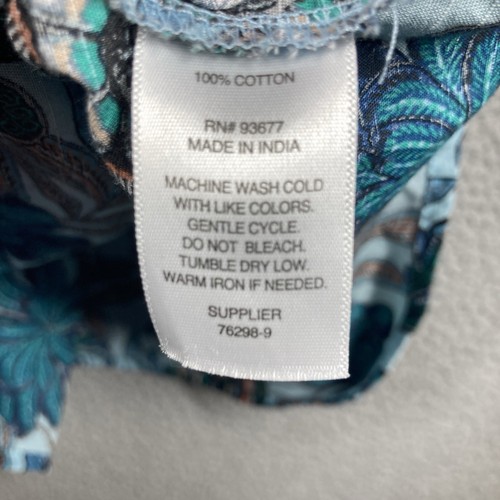 100% COTTON
RN# 93677
MADE IN INDIA
MACHINE WASH COLD
WITH LIKE COLORS.
GENTLE CYCLE.
DO NOT BLEACH.
TUMBLE DRY LOW.
WARM IRON IF NEEDED.
SUPPLIER
76298-9